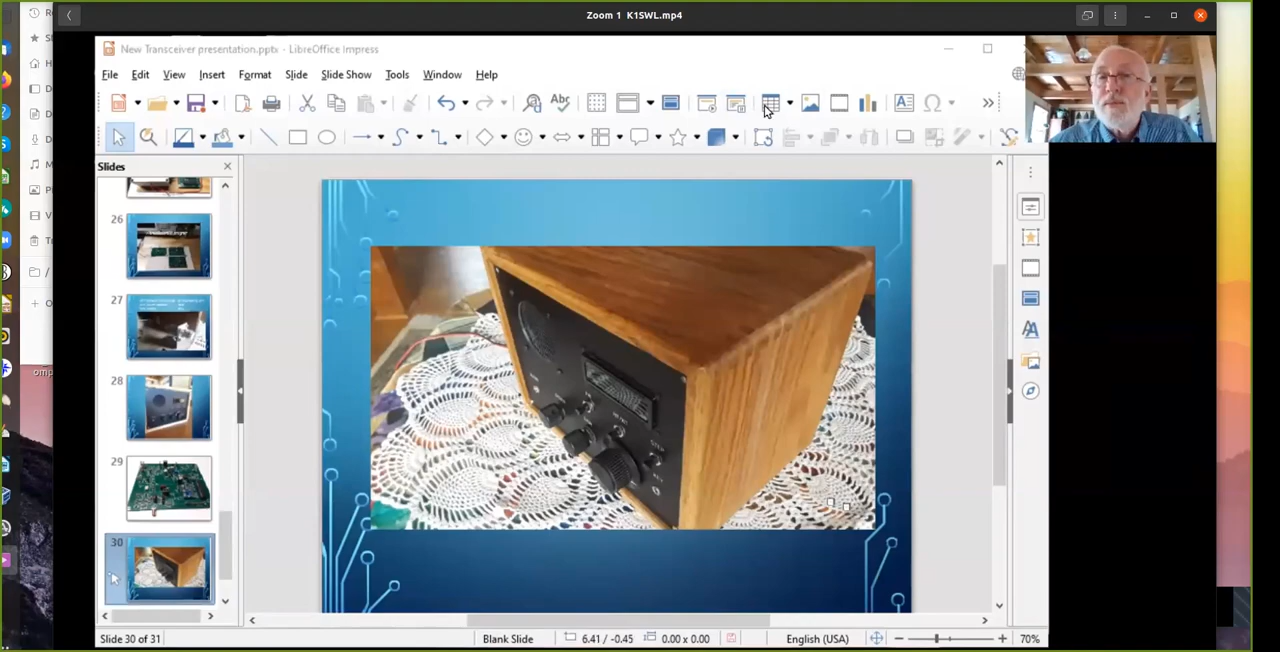 Zoom 1 K1SWL.mp4
New Transceiver presentation.pptx - LibreOffice Impress
File Edit View Insert Format Slide Slide Show Tools Window Help
Abc
Slides
26
27
28
29
30
Slide 30 of 31
Blank Slide
6.41 / -0.45
0.00 x 0.00
English (USA)
70%